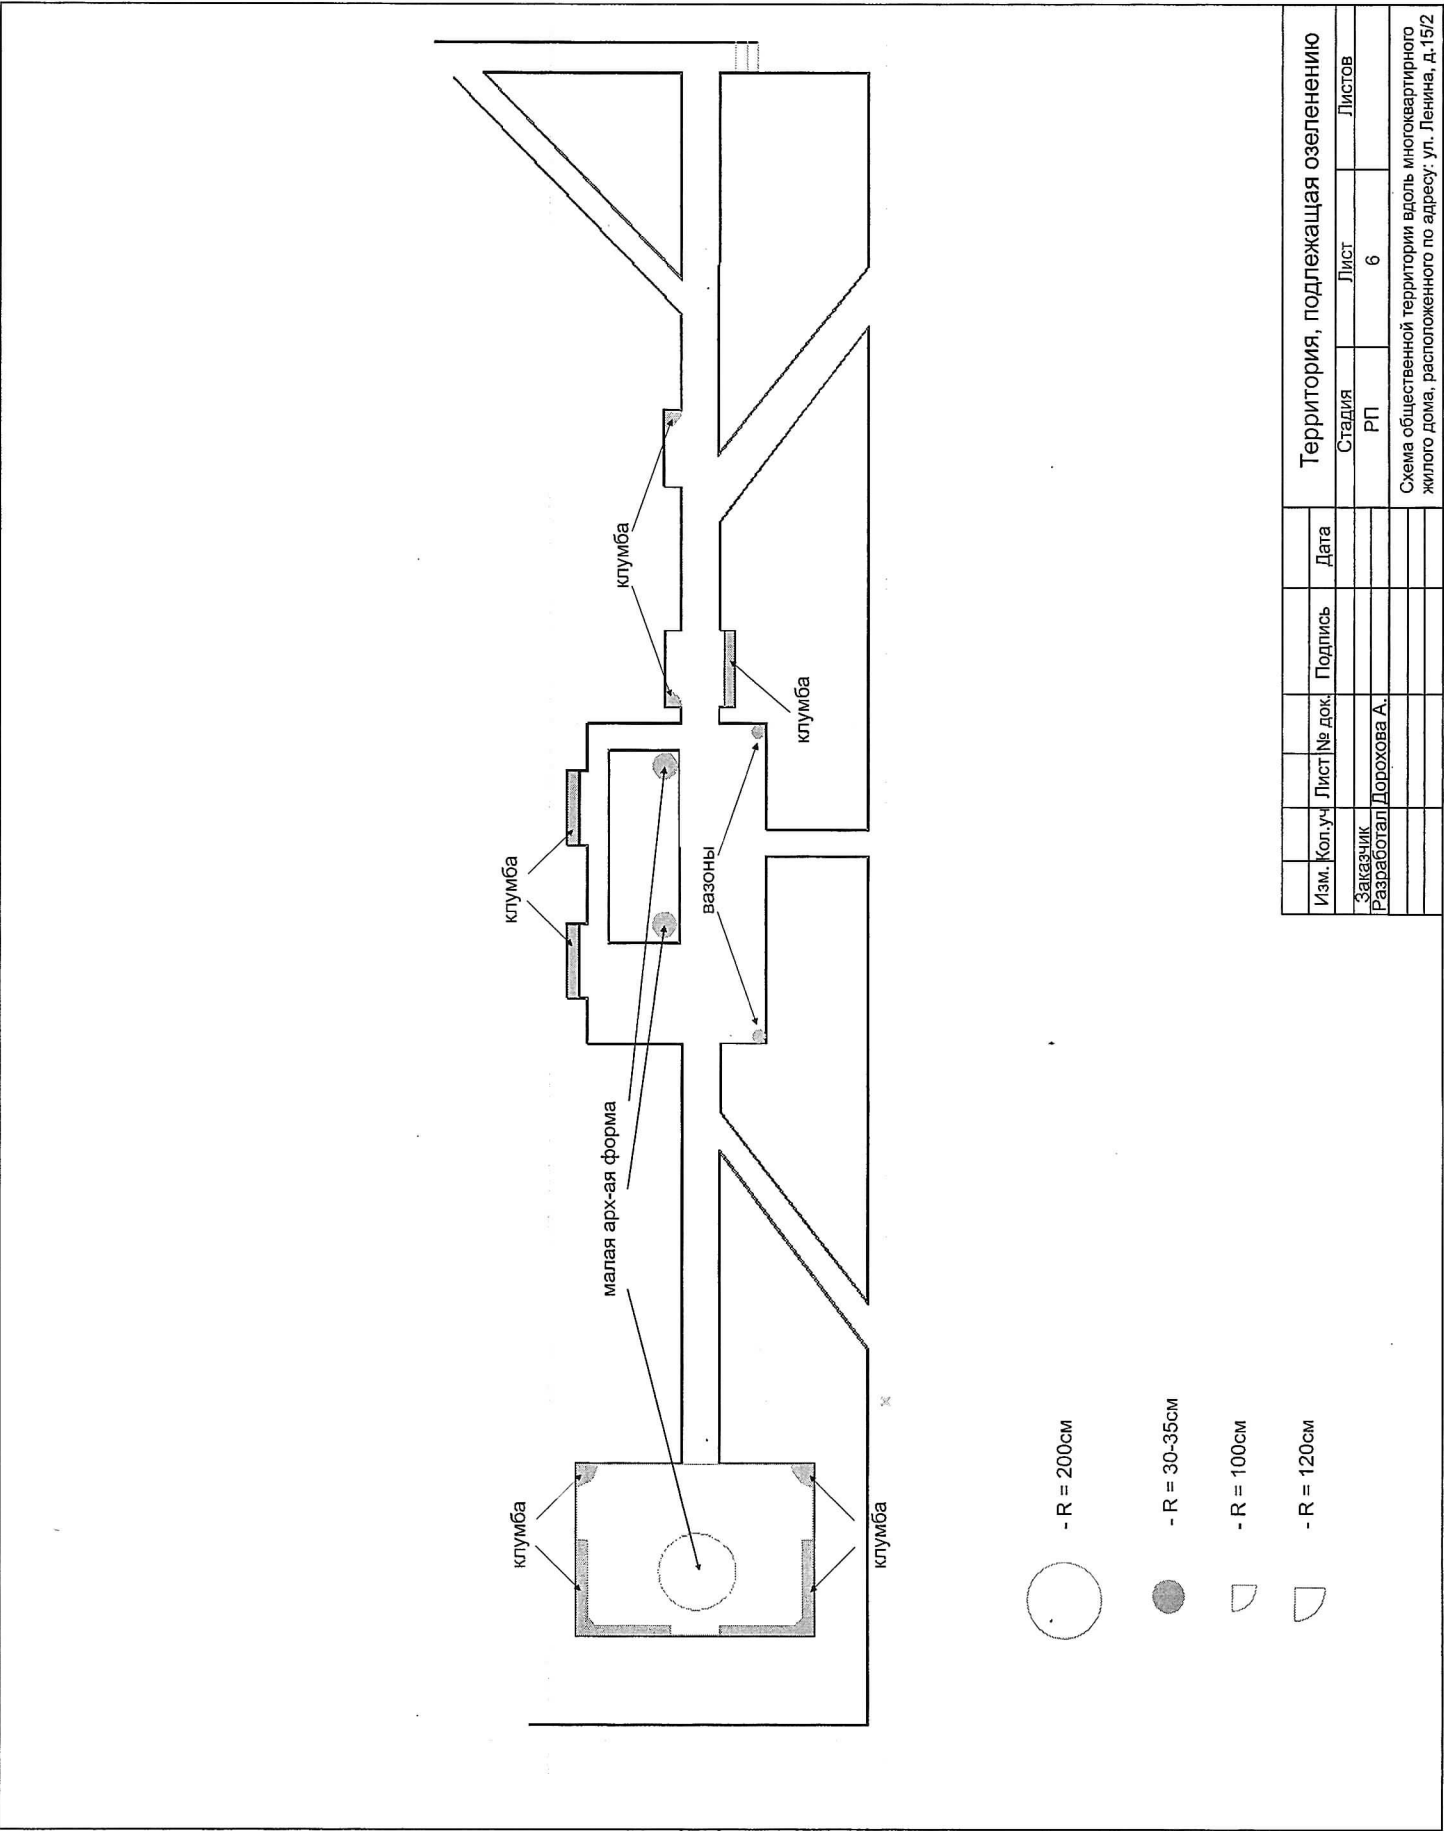 клумба
клумба
малая арх-ая форма
клумба
вазоны
клумба
клумба
клумба
- R = 200см
- R = 30-35см
- R = 100см
- R = 120см
Территория, подлежащая озеленению
Изм. Кол.уч Лист № док. Подпись Дата
Стадия Лист Листов
Заказчик
РП 6
Разработал Дорохова А.
Схема общественной территории вдоль многоквартирного
жилого дома, расположенного по адресу: ул. Ленина, д.15/2